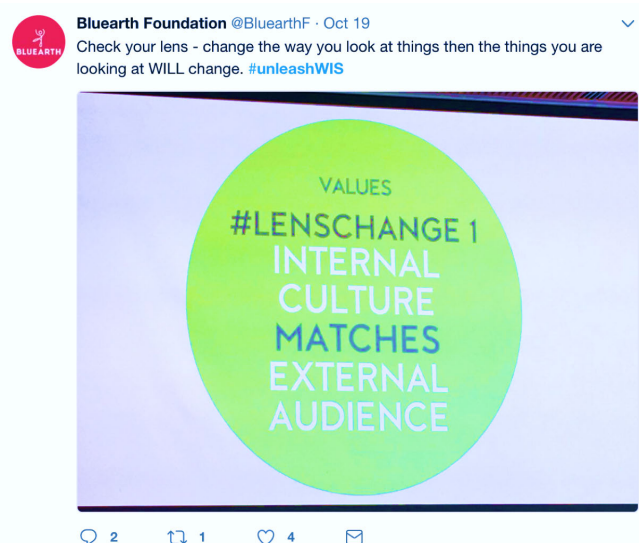 Bluearth Foundation @BluearthF · Oct 19
BLUEARTH
Check your lens - change the way you look at things then the things you are
looking at WILL change. #unleashWIS
VALUES
#LENSCHANGE 1
INTERNAL
CULTURE
MATCHES
EXTERNAL
AUDIENCE
2 1 4